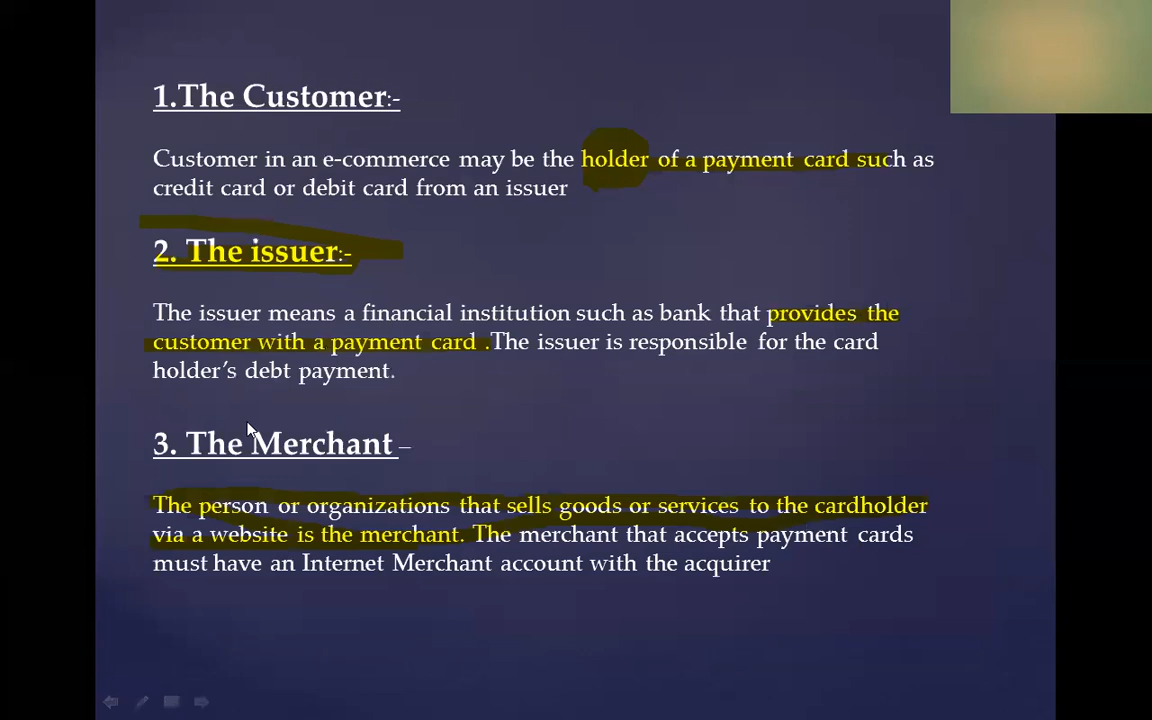 1.The Customer:-
Customer in an e-commerce may be the holder of a payment card such as
credit card or debit card from an issuer
2. The issuer:-
The issuer means a financial institution such as bank that provides the
customer with a payment card .The issuer is responsible for the card
holder’s debt payment.
3. The Merchant –
The person or organizations that sells goods or services to the cardholder
via a website is the merchant. The merchant that accepts payment cards
must have an Internet Merchant account with the acquirer